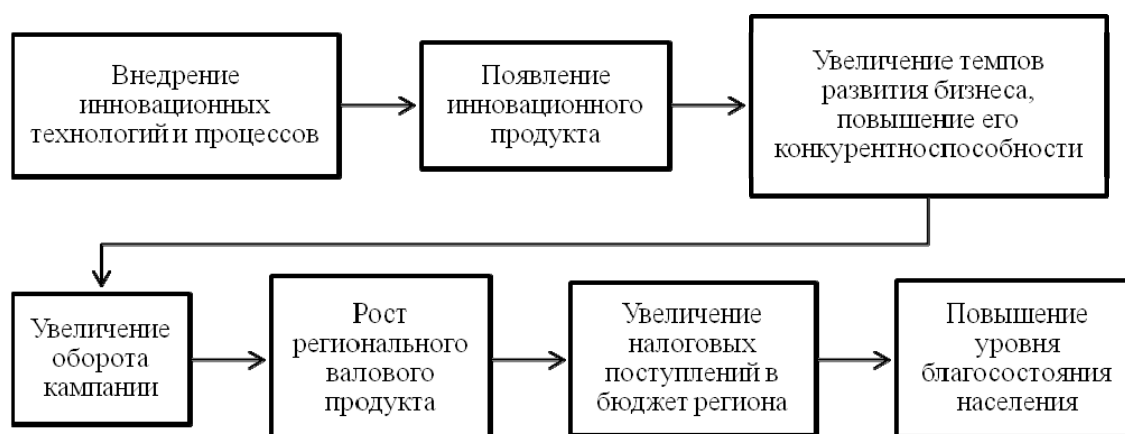 Внедрение
инновационных
технологий и процессов
Появление
инновационного
продукта
Увеличение темпов
развития бизнеса,
повышение его
конкурентноспособности
Увеличение
оборота
кампании
Рост
регионального
валового
продукта
Увеличение
налоговых
поступлений в
бюджет региона
Повышение
уровня
благосостояния
населения